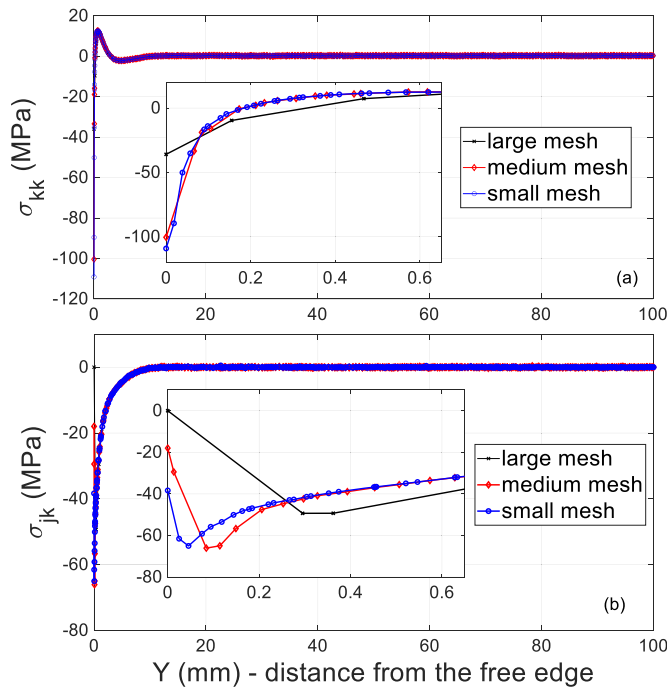 20
0
-20
-40
-60
-80
-100
-120
σkk (MPa)
0
-50
-100
0 0.2 0.4 0.6
large mesh
medium mesh
small mesh
(a)
0 20 40 60 80 100
0
-20
-40
-60
-80
σjk (MPa)
0
-20
-40
-60
-80
0 0.2 0.4 0.6
large mesh
medium mesh
small mesh
(b)
0 20 40 60 80 100
Y (mm) - distance from the free edge